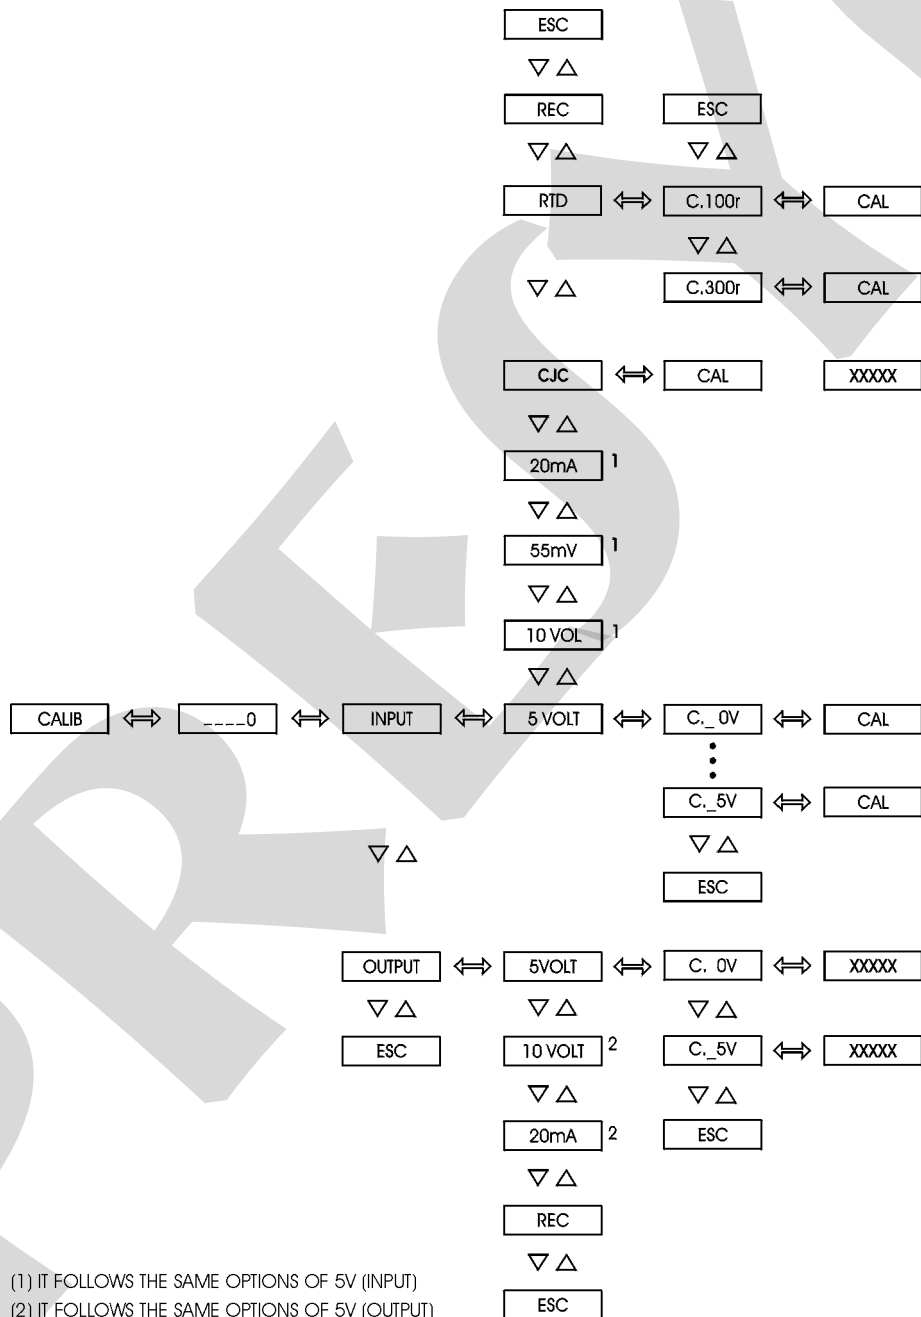 ESC
REC ESC
RTD C.100r CAL
C.300r CAL
CJC CAL XXXXX
20mA 1
55mV 1
10 VOL 1
CALIB ____0 INPUT 5 VOLT C._ 0V CAL
C._5V CAL
ESC
OUTPUT 5VOLT C. 0V XXXXX
ESC 10 VOLT 2 C._5V XXXXX
20mA 2 ESC
REC
(1) IT FOLLOWS THE SAME OPTIONS OF 5V (INPUT)
(2) IT FOLLOWS THE SAME OPTIONS OF 5V (OUTPUT)
ESC